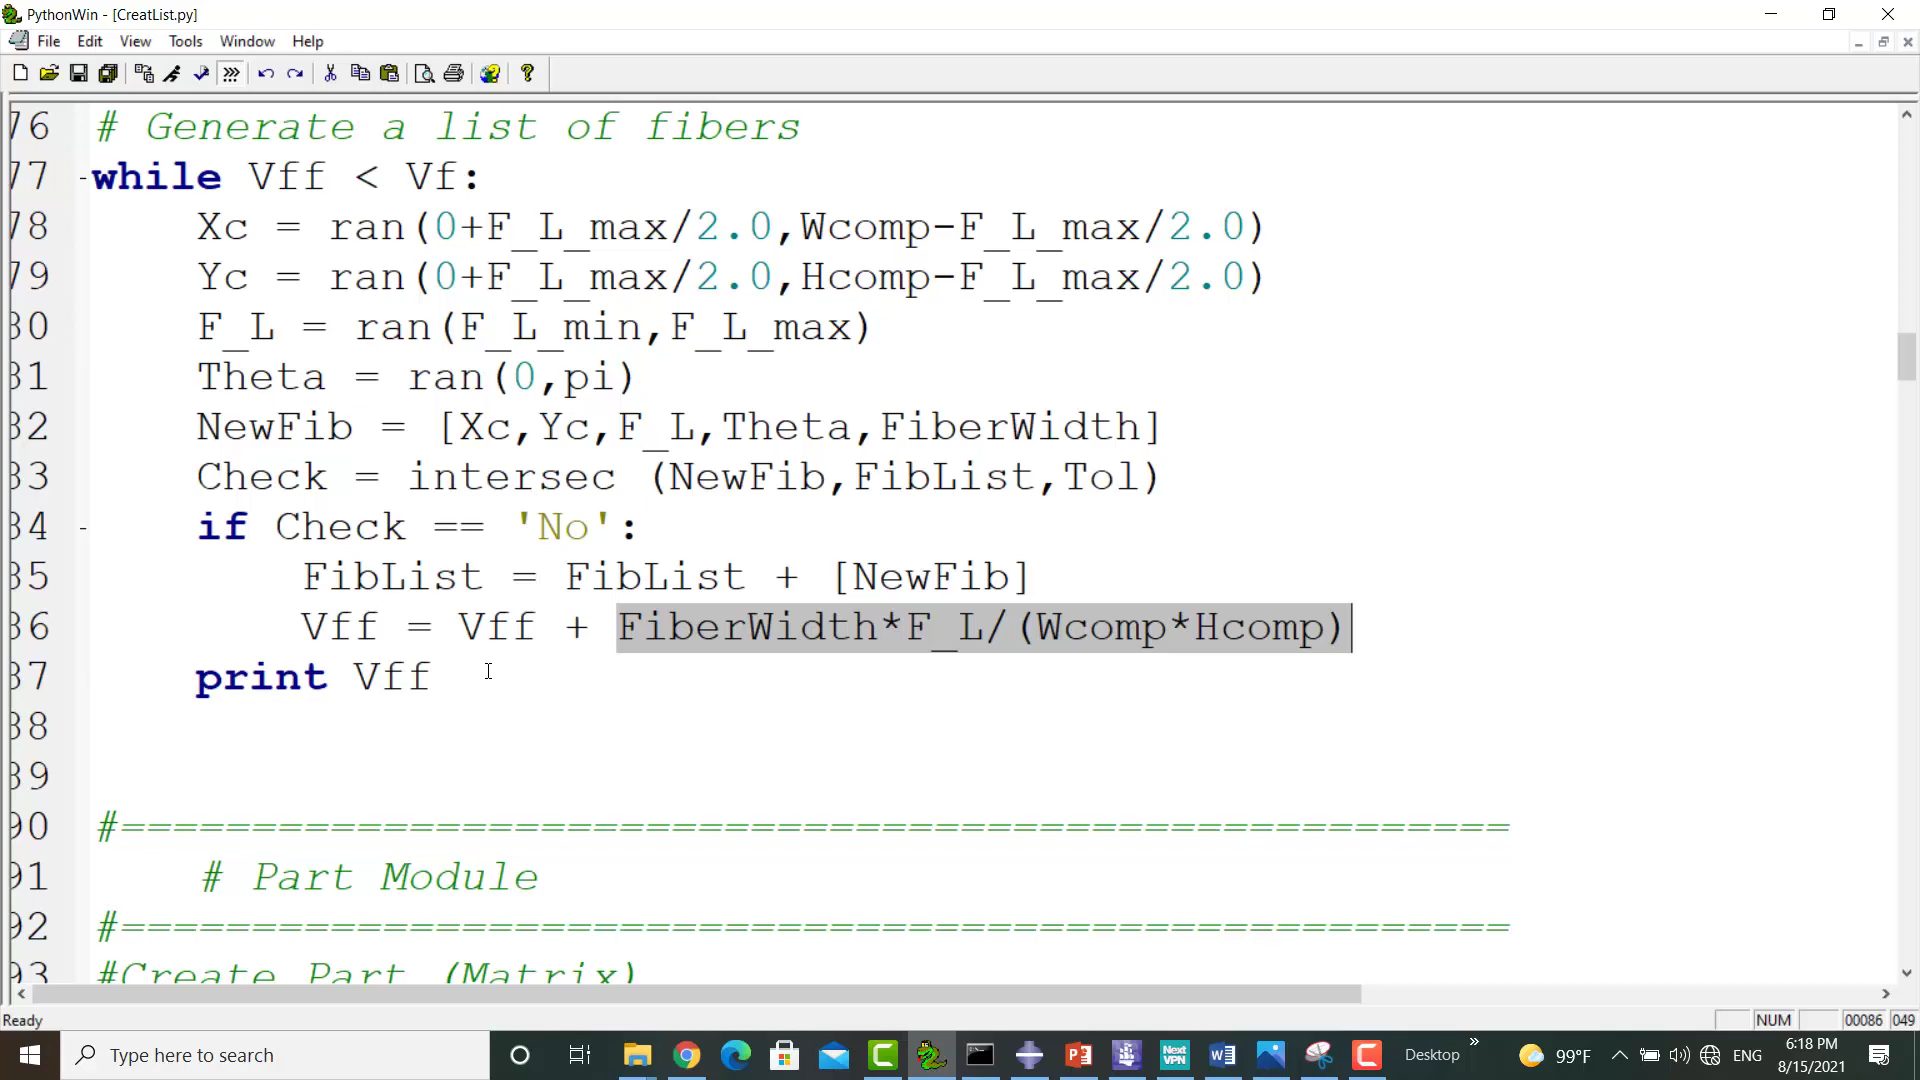 PythonWin - [CreatList.py]
File Edit View Tools Window Help
76 # Generate a list of fibers
77 while Vff < Vf:
78 Xc = ran(0+F_L_max/2.0,Wcomp-F_L_max/2.0)
79 Yc = ran(0+F_L_max/2.0,Hcomp-F_L_max/2.0)
80 F_L = ran(F_L_min,F_L_max)
81 Theta = ran(0,pi)
82 NewFib = [Xc,Yc,F_L,Theta,FiberWidth]
83 Check = intersec (NewFib,FibList,Tol)
84 if Check == 'No':
85 FibList = FibList + [NewFib]
86 Vff = Vff + FiberWidth*F_L/(Wcomp*Hcomp)
87 print Vff
88
89
90 #=====================================================
91 # Part Module
92 #=====================================================
93 #Create Part (Matrix)
Ready NUM 00086 049
Type here to search Next VPN Desktop 99°F ENG 6:18 PM
8/15/2021